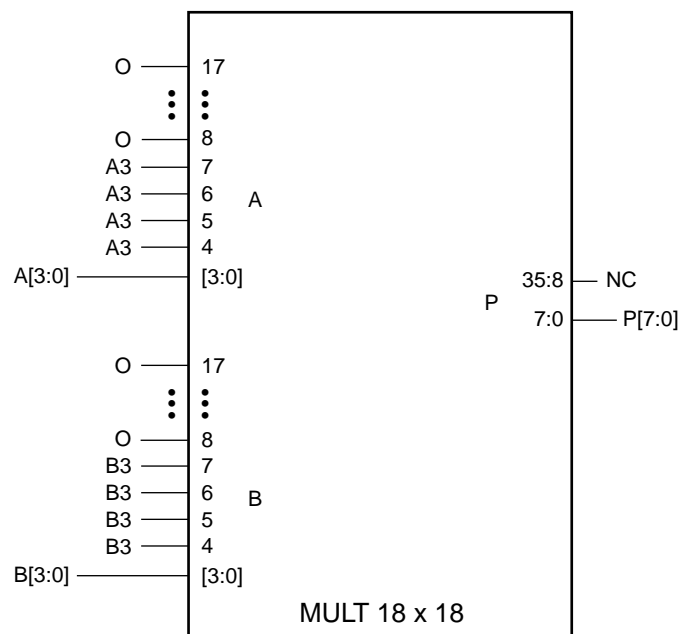 O 17
O 8
A3 7
A3 6
A
A3 5
A3 4
A[3:0] [3:0]
35:8 NC
P
7:0 P[7:0]
O 17
O 8
B3 7
B3 6
B
B3 5
B3 4
B[3:0] [3:0]
MULT 18 x 18